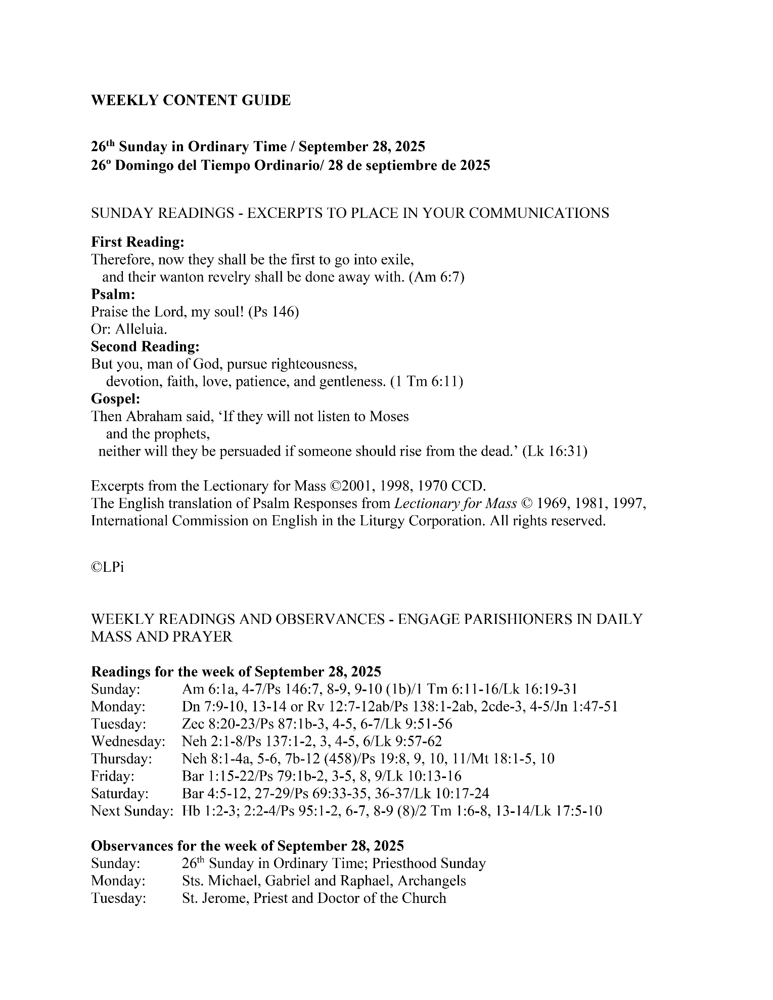 WEEKLY CONTENT GUIDE
26th Sunday in Ordinary Time / September 28, 2025
26º Domingo del Tiempo Ordinario/ 28 de septiembre de 2025
SUNDAY READINGS - EXCERPTS TO PLACE IN YOUR COMMUNICATIONS
First Reading:
Therefore, now they shall be the first to go into exile,
and their wanton revelry shall be done away with. (Am 6:7)
Psalm:
Praise the Lord, my soul! (Ps 146)
Or: Alleluia.
Second Reading:
But you, man of God, pursue righteousness,
devotion, faith, love, patience, and gentleness. (1 Tm 6:11)
Gospel:
Then Abraham said, ‘If they will not listen to Moses
and the prophets,
neither will they be persuaded if someone should rise from the dead.’ (Lk 16:31)
Excerpts from the Lectionary for Mass ©2001, 1998, 1970 CCD.
The English translation of Psalm Responses from Lectionary for Mass © 1969, 1981, 1997,
International Commission on English in the Liturgy Corporation. All rights reserved.
©LPi
WEEKLY READINGS AND OBSERVANCES - ENGAGE PARISHIONERS IN DAILY
MASS AND PRAYER
Readings for the week of September 28, 2025
Sunday: Am 6:1a, 4-7/Ps 146:7, 8-9, 9-10 (1b)/1 Tm 6:11-16/Lk 16:19-31
Monday: Dn 7:9-10, 13-14 or Rv 12:7-12ab/Ps 138:1-2ab, 2cde-3, 4-5/Jn 1:47-51
Tuesday: Zec 8:20-23/Ps 87:1b-3, 4-5, 6-7/Lk 9:51-56
Wednesday: Neh 2:1-8/Ps 137:1-2, 3, 4-5, 6/Lk 9:57-62
Thursday: Neh 8:1-4a, 5-6, 7b-12 (458)/Ps 19:8, 9, 10, 11/Mt 18:1-5, 10
Friday: Bar 1:15-22/Ps 79:1b-2, 3-5, 8, 9/Lk 10:13-16
Saturday: Bar 4:5-12, 27-29/Ps 69:33-35, 36-37/Lk 10:17-24
Next Sunday: Hb 1:2-3; 2:2-4/Ps 95:1-2, 6-7, 8-9 (8)/2 Tm 1:6-8, 13-14/Lk 17:5-10
Observances for the week of September 28, 2025
Sunday: 26th Sunday in Ordinary Time; Priesthood Sunday
Monday: Sts. Michael, Gabriel and Raphael, Archangels
Tuesday: St. Jerome, Priest and Doctor of the Church